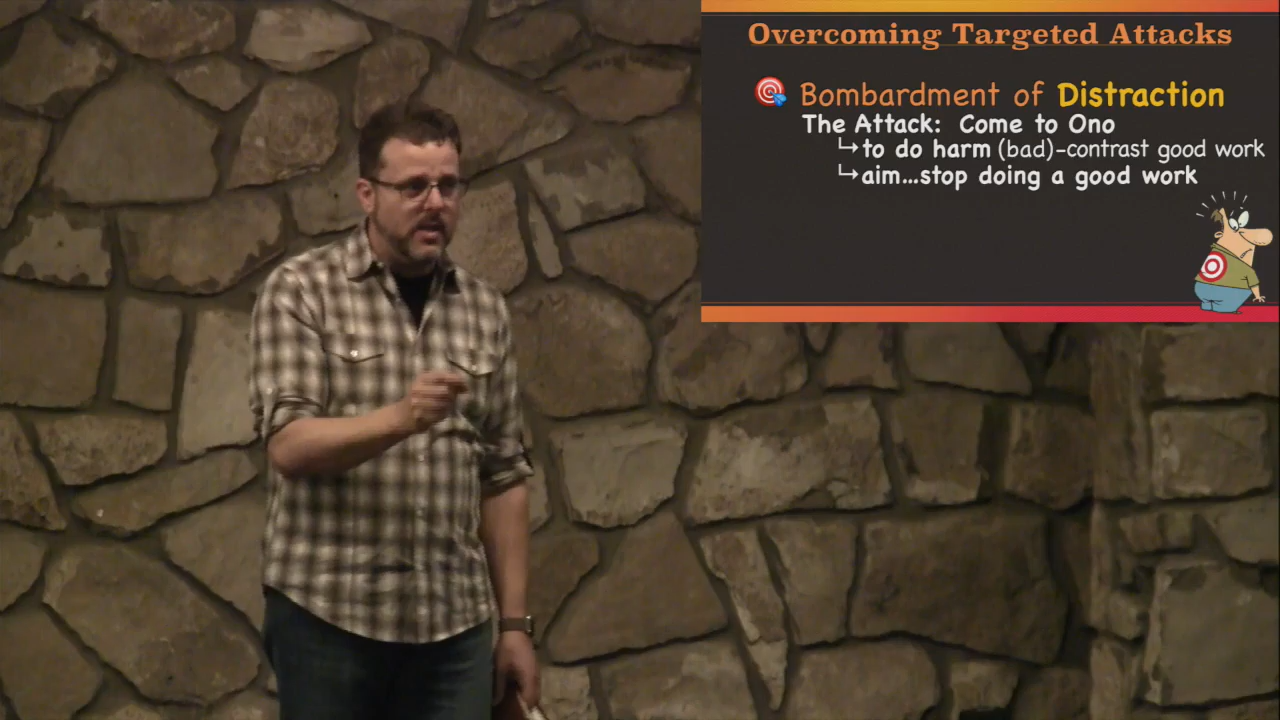 Overcoming Targeted Attacks
Bombardment of Distraction
The Attack: Come to Ono
↳to do harm (bad)-contrast good work
↳aim...stop doing a good work